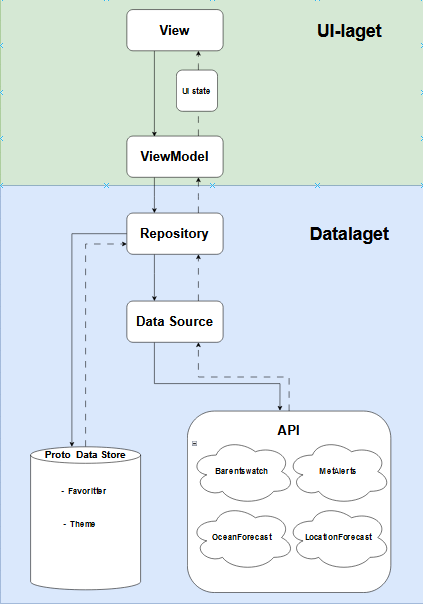 View
UI-laget
UI state
ViewModel
Repository
Datalaget
Data Source
API
Proto Data Store
- Favoritter
- Theme
Barentswatch
MetAlerts
OceanForecast
LocationForecast